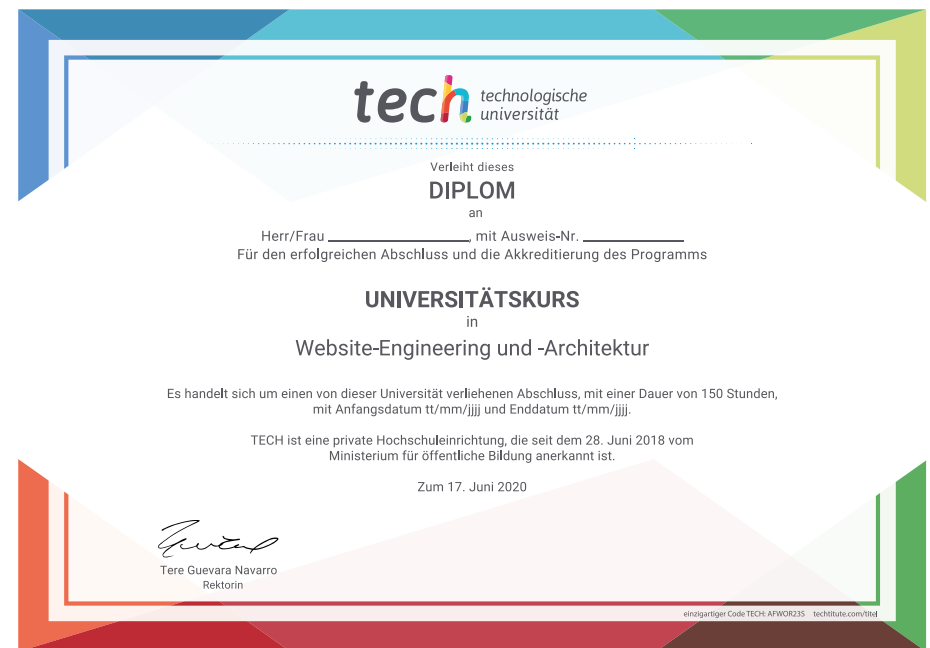 tech technologische
universität
Verleiht dieses
DIPLOM
an
Herr/Frau ____________________, mit Ausweis-Nr. ______________
Für den erfolgreichen Abschluss und die Akkreditierung des Programms
UNIVERSITÄTSKURS
in
Website-Engineering und -Architektur
Es handelt sich um einen von dieser Universität verliehenen Abschluss, mit einer Dauer von 150 Stunden,
mit Anfangsdatum tt/mm/jjjj und Enddatum tt/mm/jjjj.
TECH ist eine private Hochschuleinrichtung, die seit dem 28. Juni 2018 vom
Ministerium für öffentliche Bildung anerkannt ist.
Zum 17. Juni 2020
Tere Guevara Navarro
Rektorin
einzigartiger Code TECH: AFWOR23S techtitute.com/titel